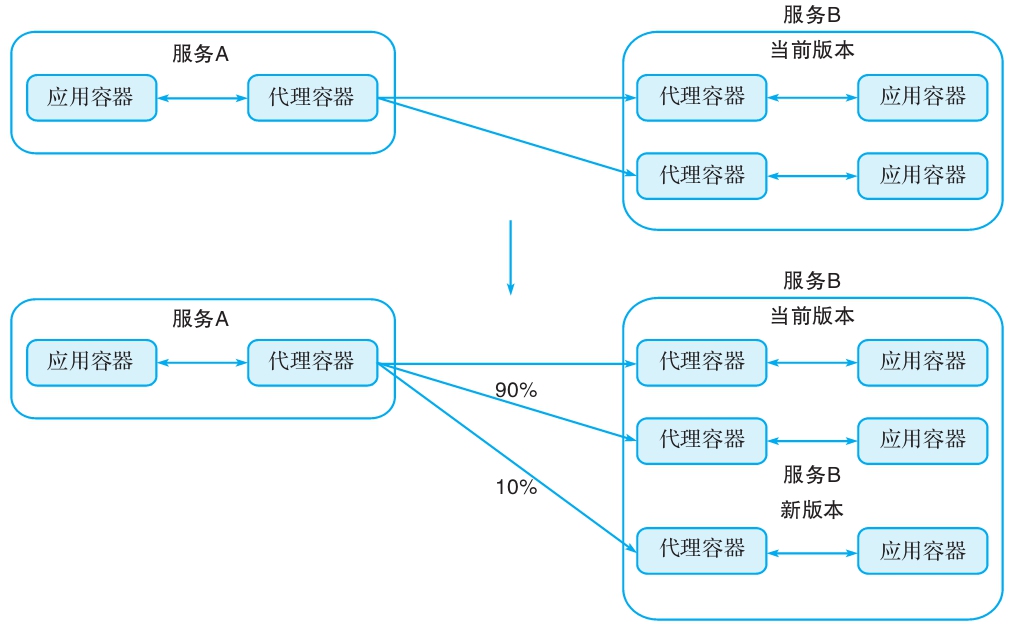 服务B
服务A
当前版本
应用容器
代理容器
代理容器
应用容器
代理容器
应用容器
服务B
服务A
当前版本
应用容器
代理容器
代理容器
应用容器
90%
代理容器
应用容器
服务B
10%
新版本
代理容器
应用容器